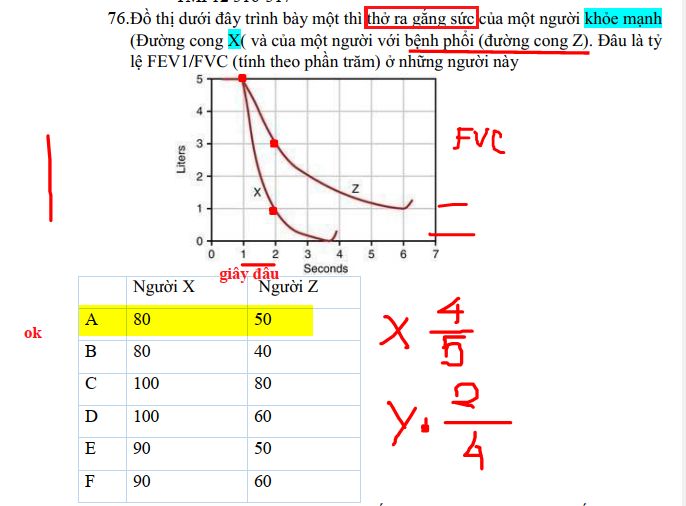 76.Đồ thị dưới đây trình bày một thì thở ra gắng sức của một người khỏe mạnh
(Đường cong X( và của một người với bệnh phổi (đường cong Z). Đâu là tỷ
lệ FEV1/FVC (tính theo phần trăm) ở những người này
5
4
3
2
1
0
Liters
X
Z
FVC
0 1 2 3 4 5 6 7
Seconds
giây đầu
Người X Người Z
A 80 50
ok
B 80 40
C 100 80
D 100 60
E 90 50
F 90 60
X 4/5
Y. 2/4